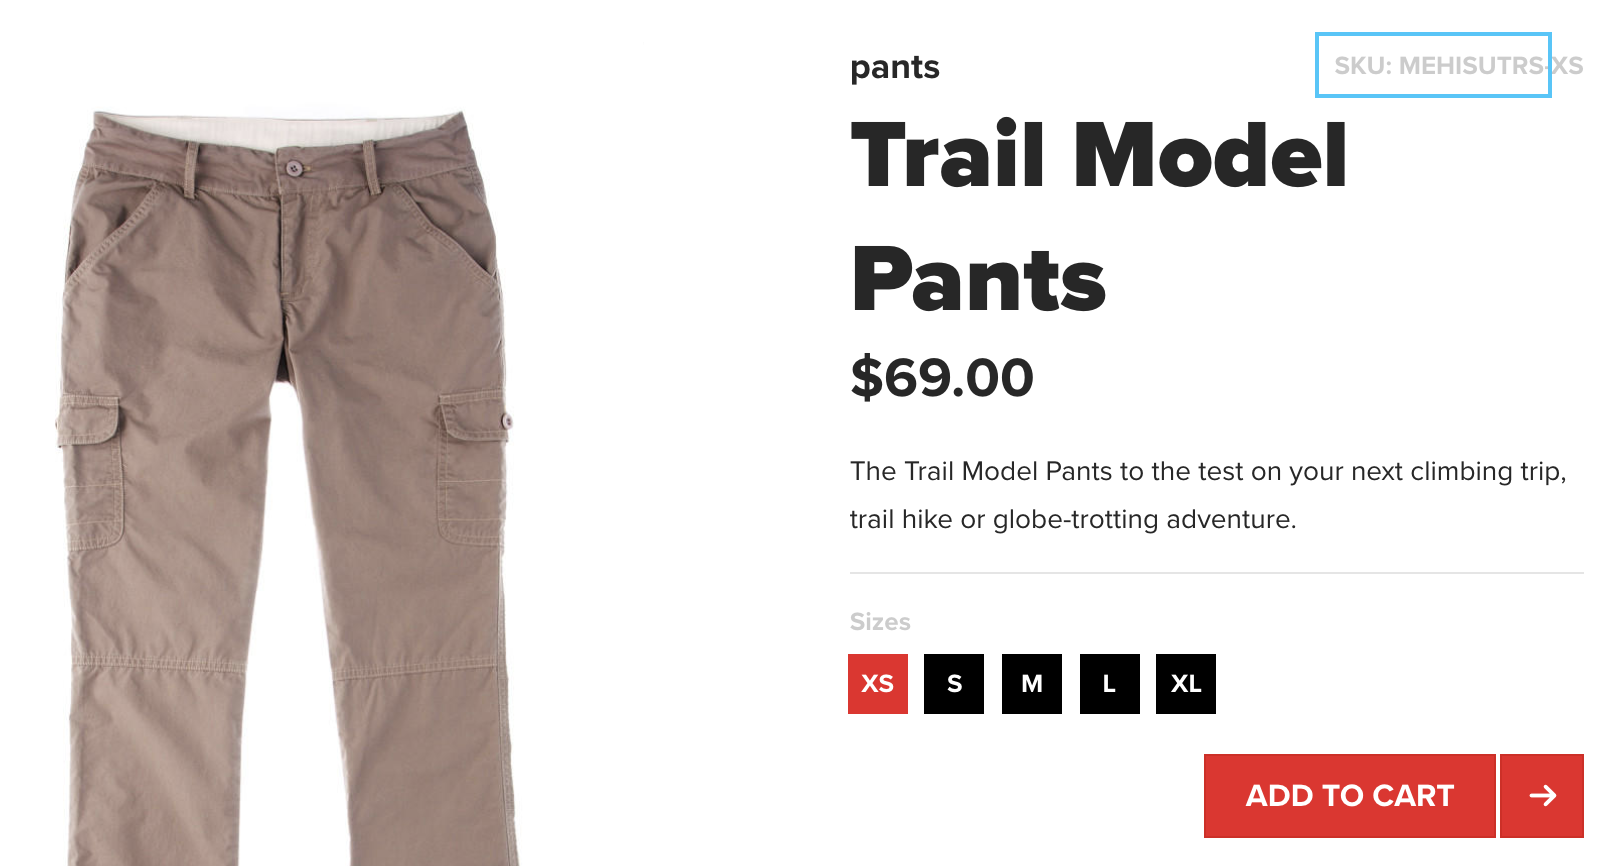 pants
SKU: MEHISUTRS-XS
Trail Model
Pants
$69.00
The Trail Model Pants to the test on your next climbing trip,
trail hike or globe-trotting adventure.
Sizes
XS S M L XL
ADD TO CART →